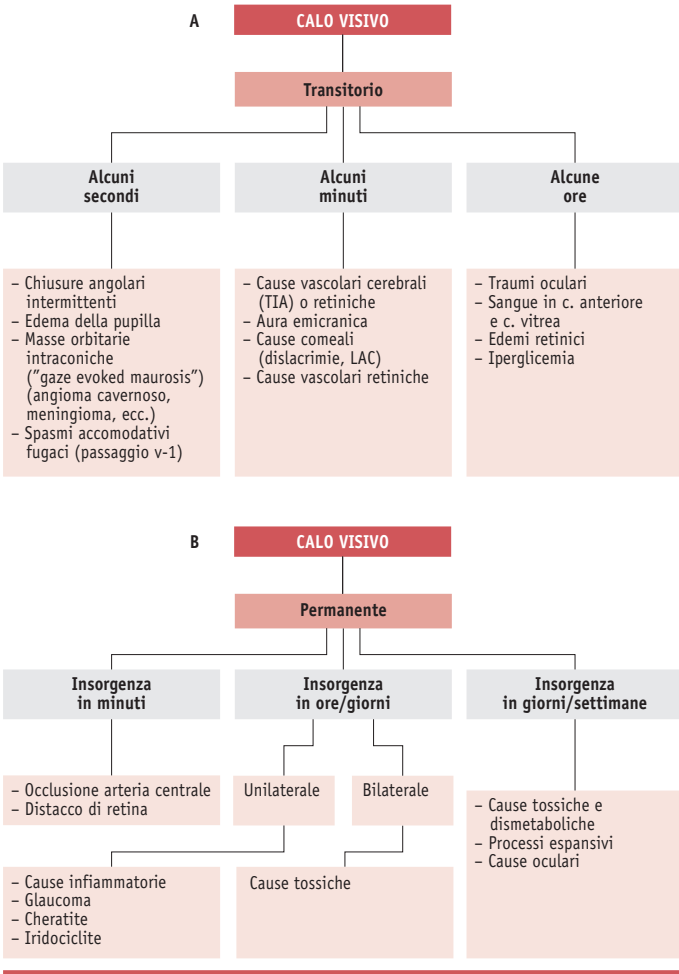 A
CALO VISIVO
Transitorio
Alcuni
secondi
– Chiusure angolari
intermittenti
– Edema della pupilla
– Masse orbitarie
intraconiche
(”gaze evoked maurosis”)
(angioma cavernoso,
meningioma, ecc.)
– Spasmi accomodativi
fugaci (passaggio v-1)
Alcuni
minuti
– Cause vascolari cerebrali
(TIA) o retiniche
– Aura emicranica
– Cause comeali
(dislacrimie, LAC)
– Cause vascolari retiniche
Alcune
ore
– Traumi oculari
– Sangue in c. anteriore
e c. vitrea
– Edemi retinici
– Iperglicemia
B
CALO VISIVO
Permanente
Insorgenza
in minuti
– Occlusione arteria centrale
– Distacco di retina
Insorgenza
in ore/giorni
Unilaterale
– Cause infiammatorie
– Glaucoma
– Cheratite
– Iridociclite
Bilaterale
Cause tossiche
Insorgenza
in giorni/settimane
– Cause tossiche e
dismetaboliche
– Processi espansivi
– Cause oculari